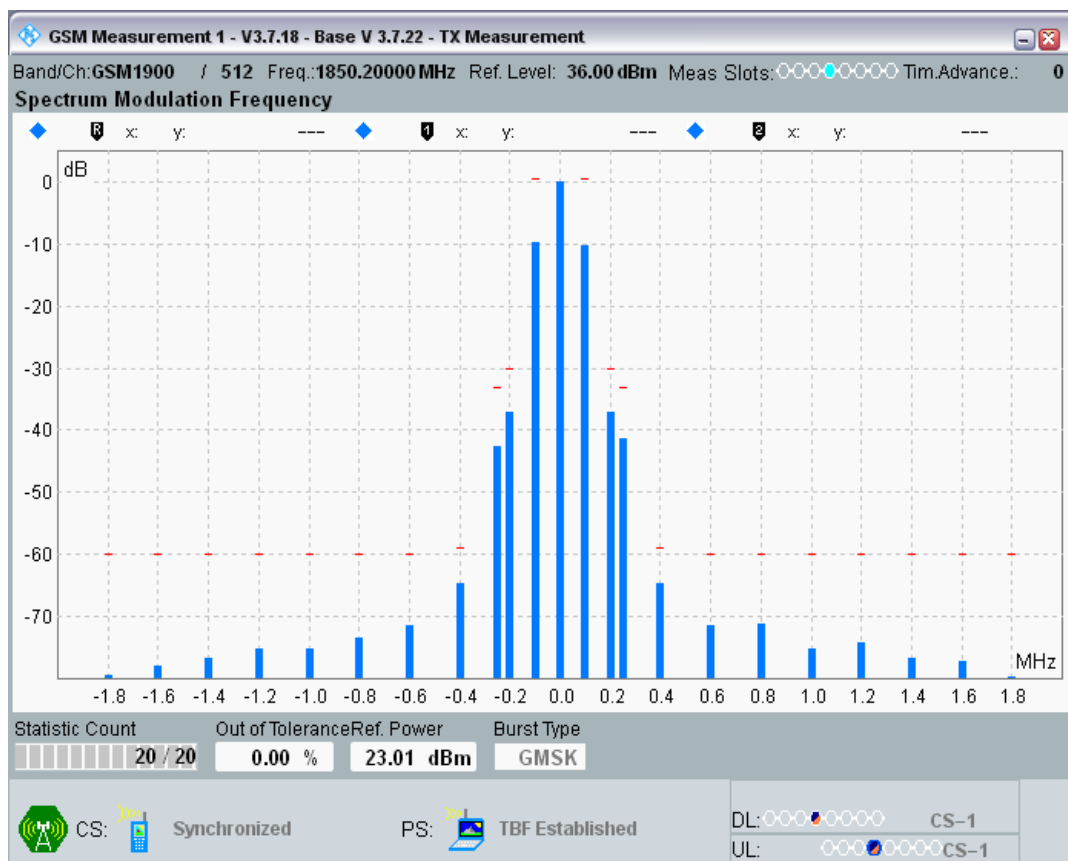 GSM Measurement 1 - V3.7.18 - Base V 3.7.22 - TX Measurement
Band/Ch:GSM1900 / 512 Freq.:1850.20000 MHz Ref. Level: 36.00 dBm Meas Slots: Tim.Advance.: 0
Spectrum Modulation Frequency
R x: y: --- 1 x: y: --- 2 x: y: ---
dB
0
-10
-20
-30
-40
-50
-60
-70
MHz
-1.8 -1.6 -1.4 -1.2 -1.0 -0.8 -0.6 -0.4 -0.2 0.0 0.2 0.4 0.6 0.8 1.0 1.2 1.4 1.6 1.8
Statistic Count Out of Tolerance Ref. Power Burst Type
20 / 20 0.00 % 23.01 dBm GMSK
CS: Synchronized PS: TBF Established DL: CS-1
UL: CS-1